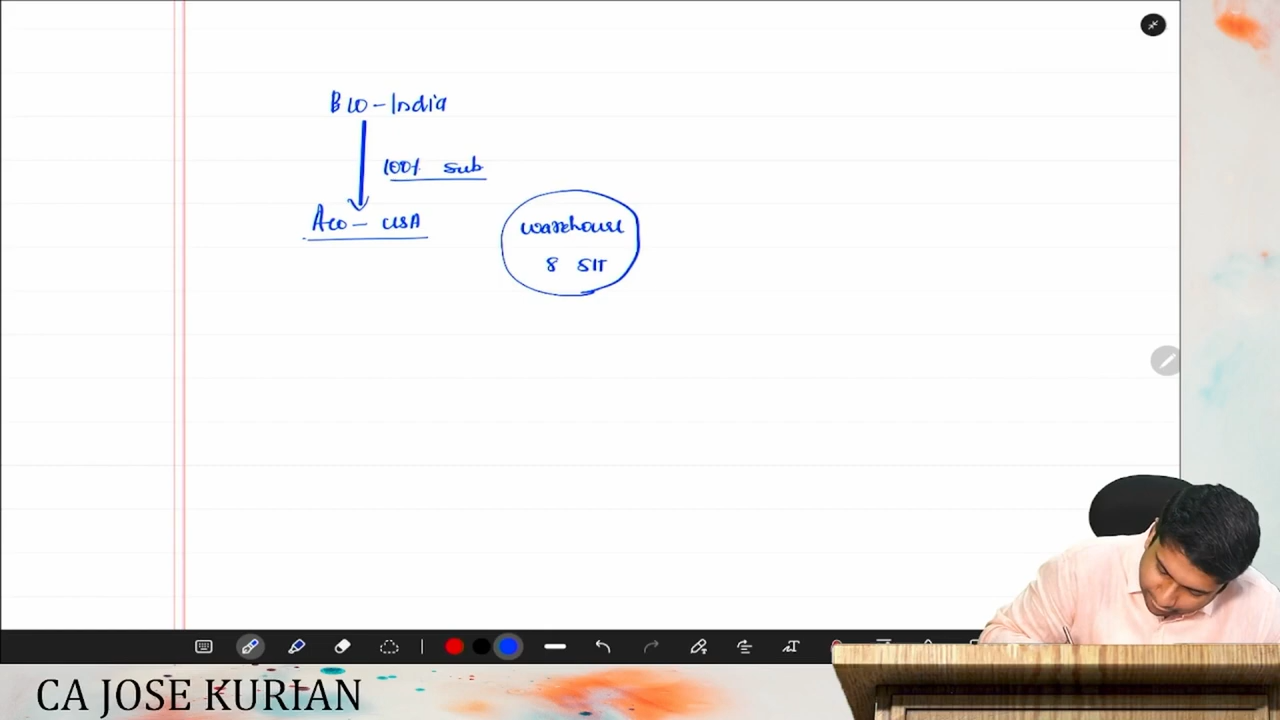 B Co - India
100% Sub
A Co - USA
warehouse
8 SIT
CA JOSE KURIAN